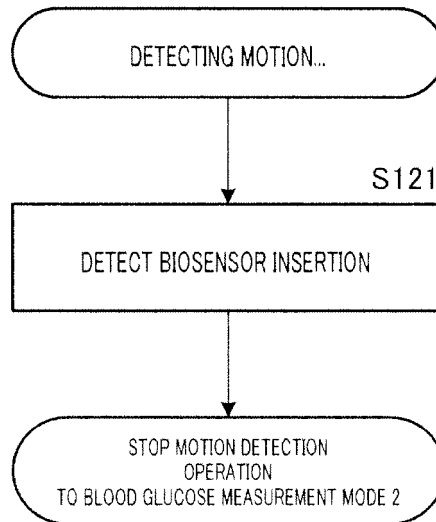 DETECTING MOTION...
S121
DETECT BIOSENSOR INSERTION
STOP MOTION DETECTION
OPERATION
TO BLOOD GLUCOSE MEASUREMENT MODE 2